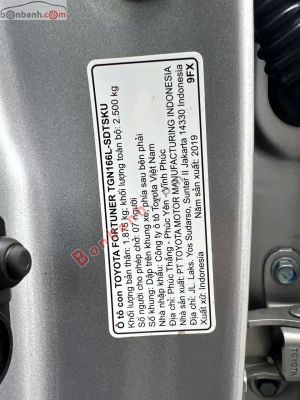 bonbanh.com
Ô tô con TOYOTA FORTUNER TGN166L-SDTSKU
Khối lượng bản thân: 1.875 kg; khối lượng toàn bộ: 2.500 kg
Số người cho phép chở: 07 người
Số khung: Dập trên khung xe, phía sau bên phải
Nhà nhập khẩu: Công ty ô tô Toyota Việt Nam
Địa chỉ: Phúc Thắng - Phúc Yên - Vĩnh Phúc
Nhà sản xuất: PT. TOYOTA MOTOR MANUFACTURING INDONESIA
Địa chỉ: JL. Laks. Yos Sudarso, Sunter II Jakarta 14330 Indonesia
Xuất xứ: Indonesia
Năm sản xuất: 2019
9FX